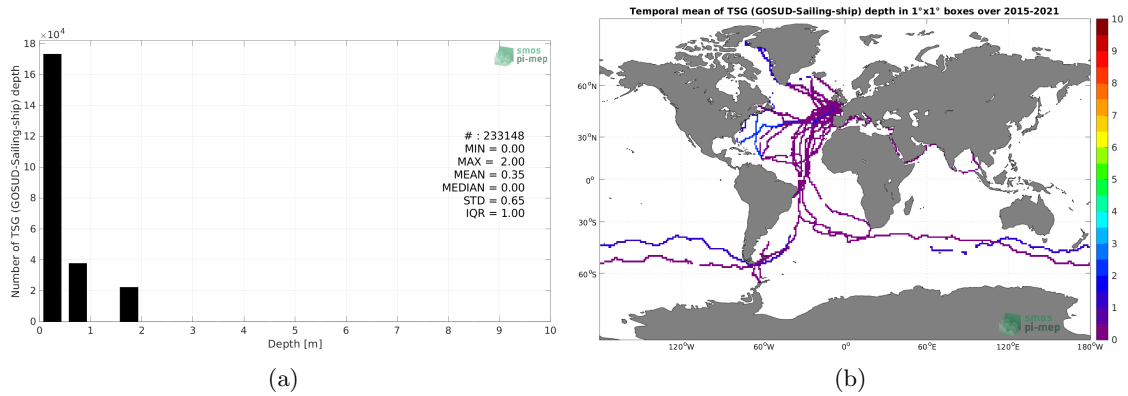 ×10⁴
18
16
14
12
10
8
6
4
2
0
Number of TSG (GOSUD-Sailing-ship) depth
smos
pi-mep
# : 233148
MIN = 0.00
MAX = 2.00
MEAN = 0.35
MEDIAN = 0.00
STD = 0.65
IQR = 1.00
0 1 2 3 4 5 6 7 8 9 10
Depth [m]
(a)
Temporal mean of TSG (GOSUD-Sailing-ship) depth in 1°x1° boxes over 2015-2021
60°N
30°N
0°
30°S
60°S
120°W 60°W 0° 60°E 120°E 180°W
smos
pi-mep
10
9
8
7
6
5
4
3
2
1
0
(b)